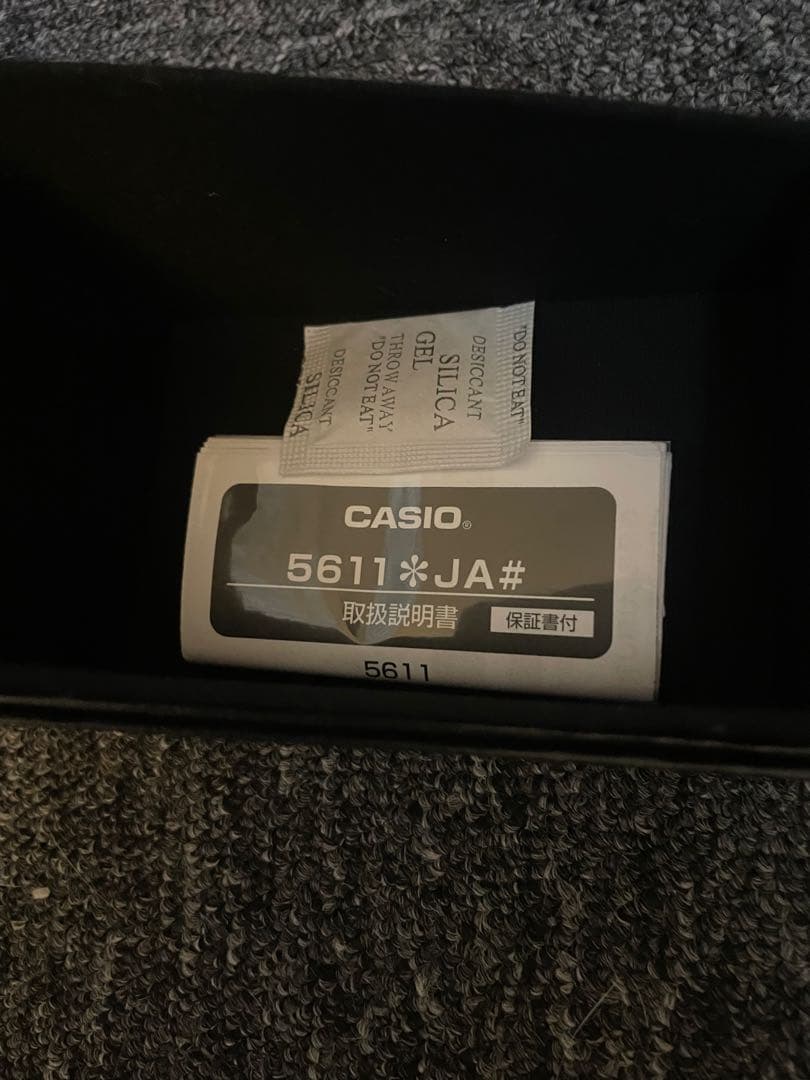 "DO NOT EAT"
DESICCANT
SILICA
GEL
THROW AWAY
"DO NOT EAT"
DESICCANT
SILICA
CASIO®
5611✻JA#
取扱説明書 保証書付
5611